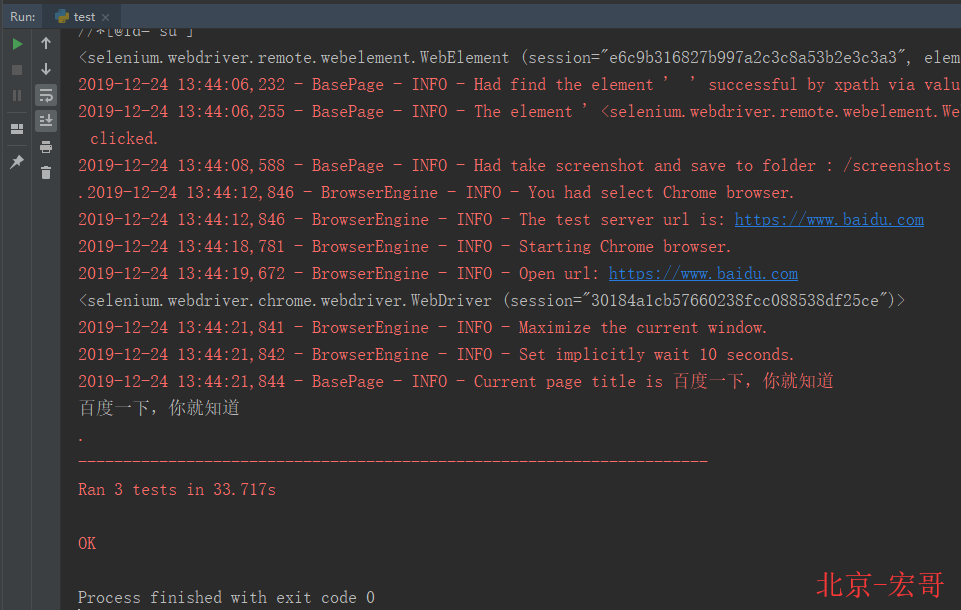 Run: test
//*[@id='su']
<selenium.webdriver.remote.webelement.WebElement (session="e6c9b316827b997a2c3c8a53b2e3c3a3", elem
2019-12-24 13:44:06,232 - BasePage - INFO - Had find the element ' ' successful by xpath via valu
2019-12-24 13:44:06,255 - BasePage - INFO - The element '<selenium.webdriver.remote.webelement.We
clicked.
2019-12-24 13:44:08,588 - BasePage - INFO - Had take screenshot and save to folder : /screenshots
.2019-12-24 13:44:12,846 - BrowserEngine - INFO - You had select Chrome browser.
2019-12-24 13:44:12,846 - BrowserEngine - INFO - The test server url is: https://www.baidu.com
2019-12-24 13:44:18,781 - BrowserEngine - INFO - Starting Chrome browser.
2019-12-24 13:44:19,672 - BrowserEngine - INFO - Open url: https://www.baidu.com
<selenium.webdriver.chrome.webdriver.WebDriver (session="30184a1cb57660238fcc088538df25ce")>
2019-12-24 13:44:21,841 - BrowserEngine - INFO - Maximize the current window.
2019-12-24 13:44:21,842 - BrowserEngine - INFO - Set implicitly wait 10 seconds.
2019-12-24 13:44:21,844 - BasePage - INFO - Current page title is 百度一下，你就知道
百度一下，你就知道
.
----------------------------------------------------------------------
Ran 3 tests in 33.717s
OK
Process finished with exit code 0
北京-宏哥